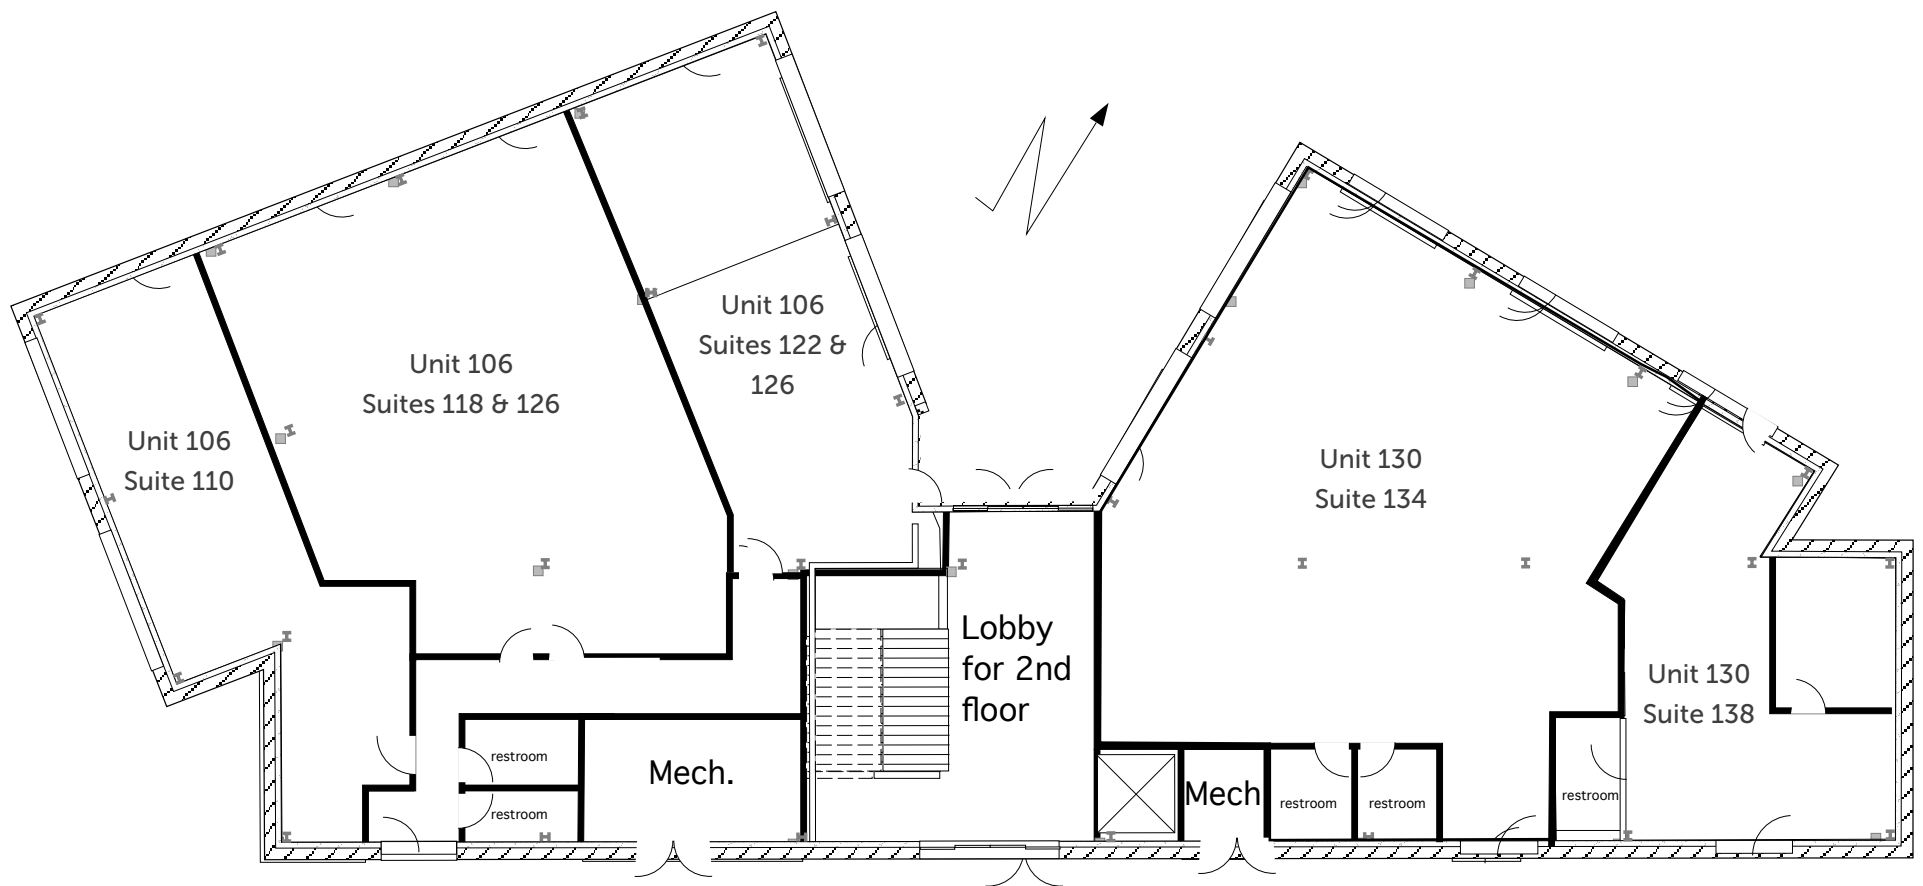 Unit 106
Suites 122 &
126
Unit 106
Suites 118 & 126
Unit 106
Suite 110
Unit 130
Suite 134
Lobby
for 2nd
floor
Unit 130
Suite 138
restroom
Mech.
restroom
Mech
restroom
restroom
restroom